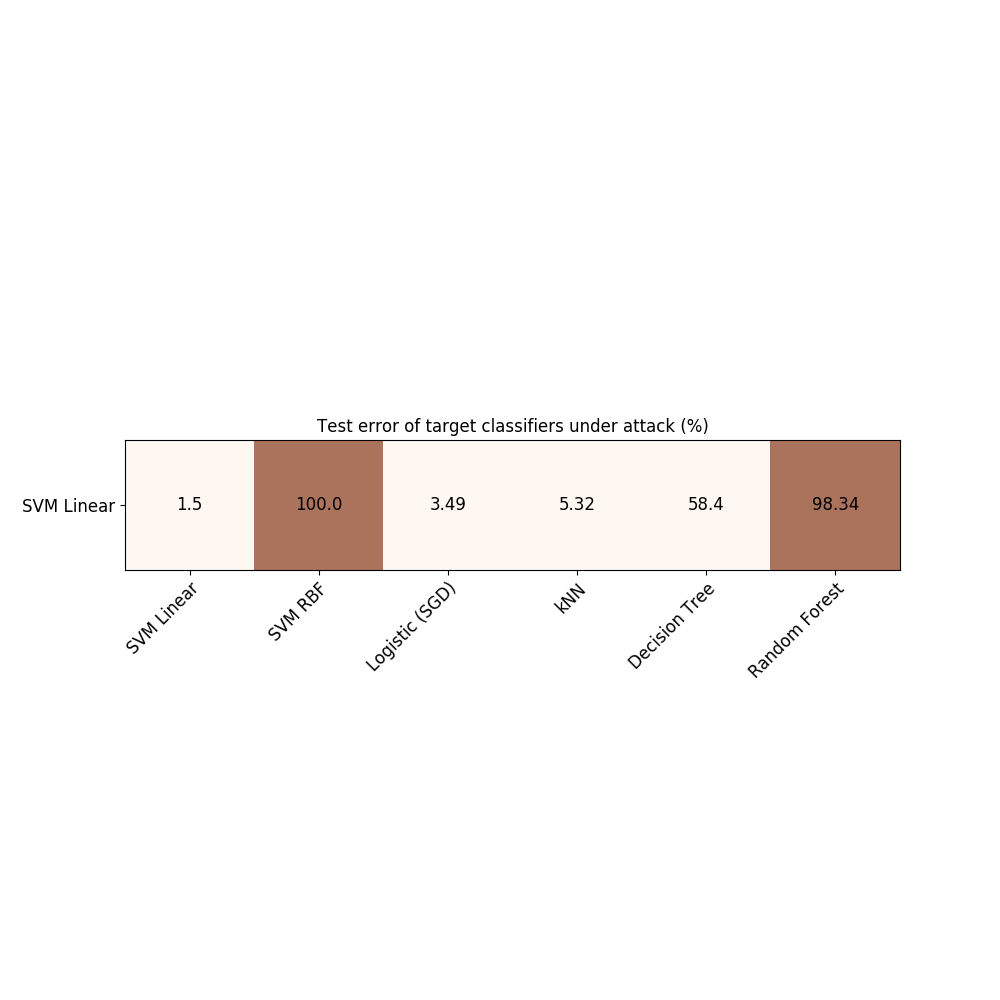 Test error of target classifiers under attack (%)
SVM Linear
1.5 100.0 3.49 5.32 58.4 98.34
SVM Linear
SVM RBF
Logistic (SGD)
kNN
Decision Tree
Random Forest